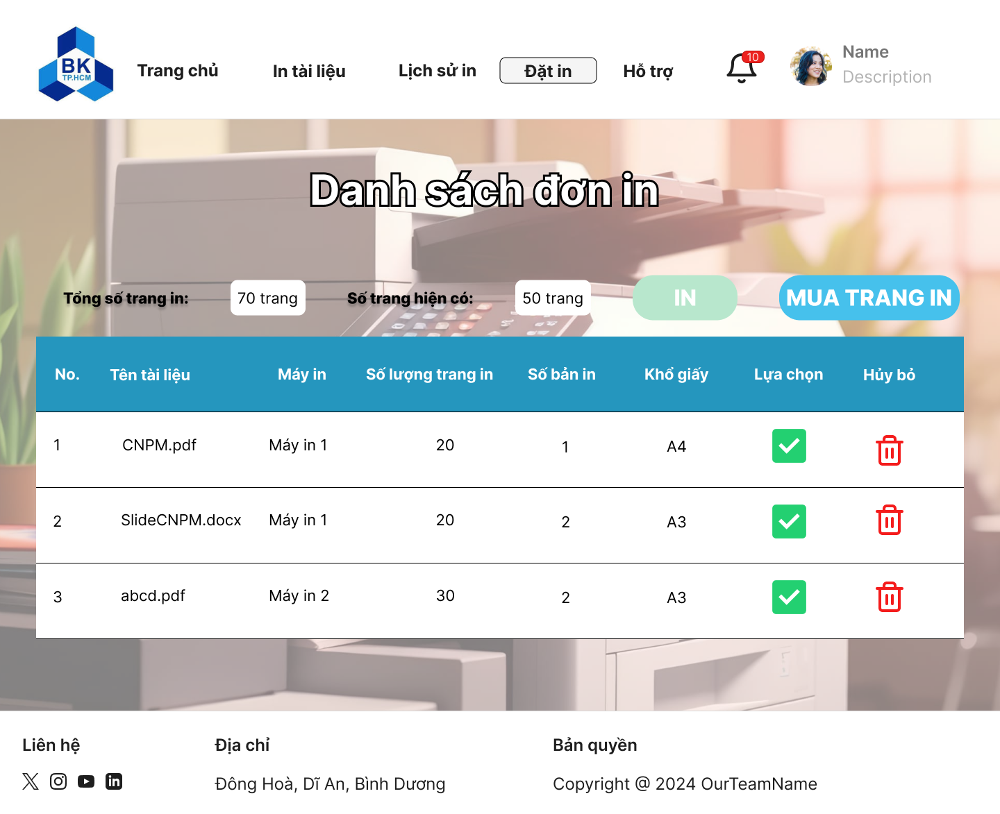 BK
TP.HCM
Trang chủ
In tài liệu
Lịch sử in
Đặt in
Hỗ trợ
10
Name
Description
Danh sách đơn in
Tổng số trang in:
70 trang
Số trang hiện có:
50 trang
IN
MUA TRANG IN
No. Tên tài liệu Máy in Số lượng trang in Số bản in Khổ giấy Lựa chọn Hủy bỏ
1 CNPM.pdf Máy in 1 20 1 A4
2 SlideCNPM.docx Máy in 1 20 2 A3
3 abcd.pdf Máy in 2 30 2 A3
Liên hệ
Địa chỉ
Đông Hoà, Dĩ An, Bình Dương
Bản quyền
Copyright @ 2024 OurTeamName